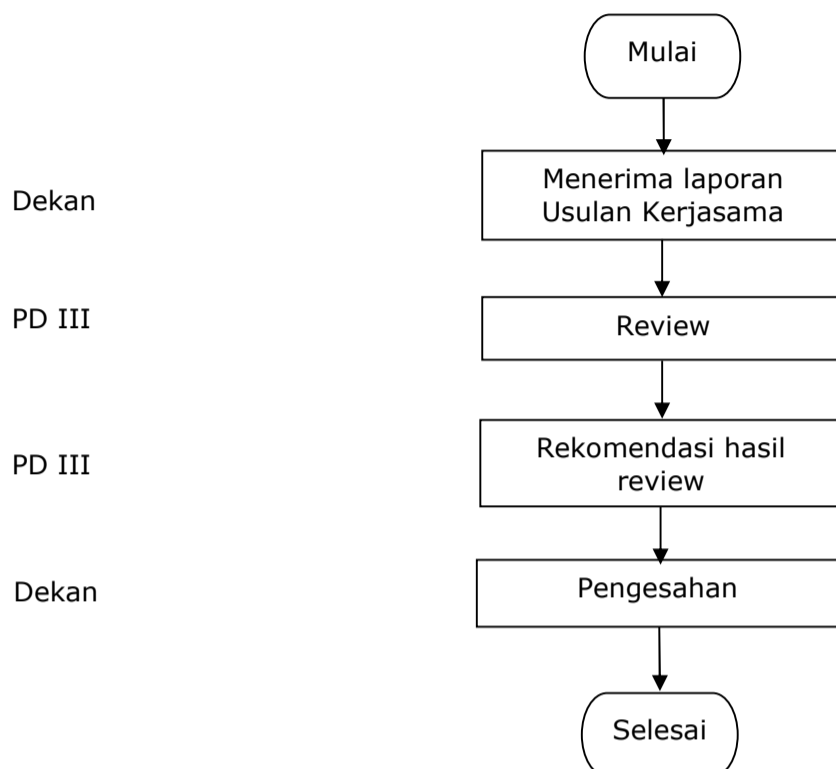 Mulai
Dekan
Menerima laporan
Usulan Kerjasama
PD III
Review
PD III
Rekomendasi hasil
review
Dekan
Pengesahan
Selesai